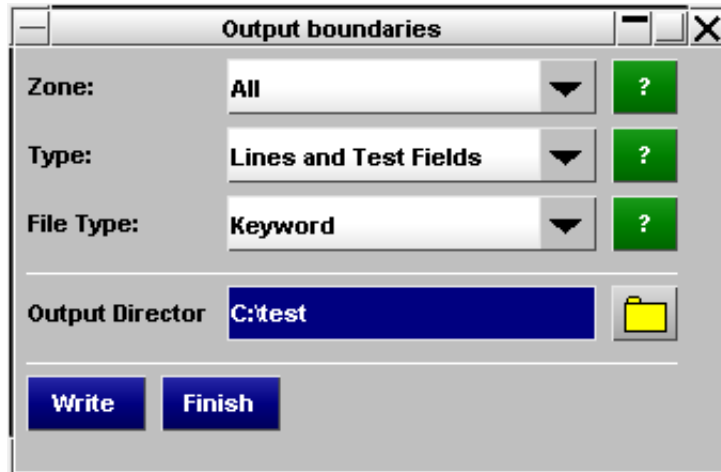 Output boundaries
Zone: All ?
Type: Lines and Test Fields ?
File Type: Keyword ?
Output Director C:\test
Write Finish